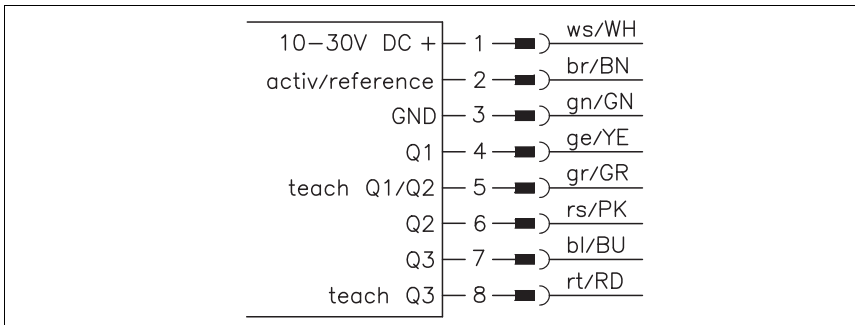 10-30V DC + 1 ws/WH
activ/reference 2 br/BN
GND 3 gn/GN
Q1 4 ge/YE
teach Q1/Q2 5 gr/GR
Q2 6 rs/PK
Q3 7 bl/BU
teach Q3 8 rt/RD